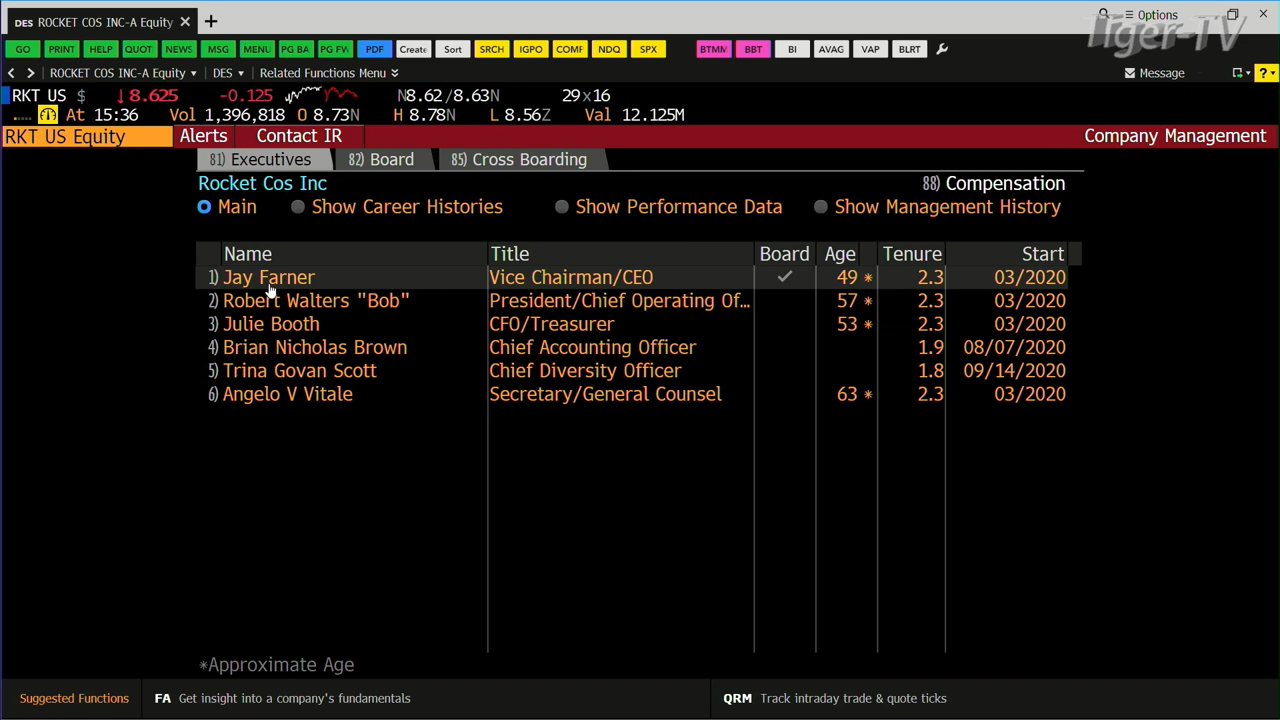 DES ROCKET COS INC-A Equity × +
Options
Tiger-TV
GO PRINT HELP QUOT NEWS MSG MENU PG BA PG FW PDF Create Sort SRCH IGPO COMF NDQ SPX BTMM BBT BI AVAG VAP BLRT
< > ROCKET COS INC-A Equity ▾ DES ▾ Related Functions Menu Message ?
RKT US $ ↓8.625 -0.125 N8.62/8.63N 29×16
..... At 15:36 Vol 1,396,818 O 8.73N H 8.78N L 8.56Z Val 12.125M
RKT US Equity Alerts Contact IR Company Management
81) Executives 82) Board 85) Cross Boarding
Rocket Cos Inc 88) Compensation
Main Show Career Histories Show Performance Data Show Management History
Name Title Board Age Tenure Start
1) Jay Farner Vice Chairman/CEO ✓ 49 * 2.3 03/2020
2) Robert Walters "Bob" President/Chief Operating Of... 57 * 2.3 03/2020
3) Julie Booth CFO/Treasurer 53 * 2.3 03/2020
4) Brian Nicholas Brown Chief Accounting Officer 1.9 08/07/2020
5) Trina Govan Scott Chief Diversity Officer 1.8 09/14/2020
6) Angelo V Vitale Secretary/General Counsel 63 * 2.3 03/2020
*Approximate Age
Suggested Functions FA Get insight into a company's fundamentals QRM Track intraday trade & quote ticks